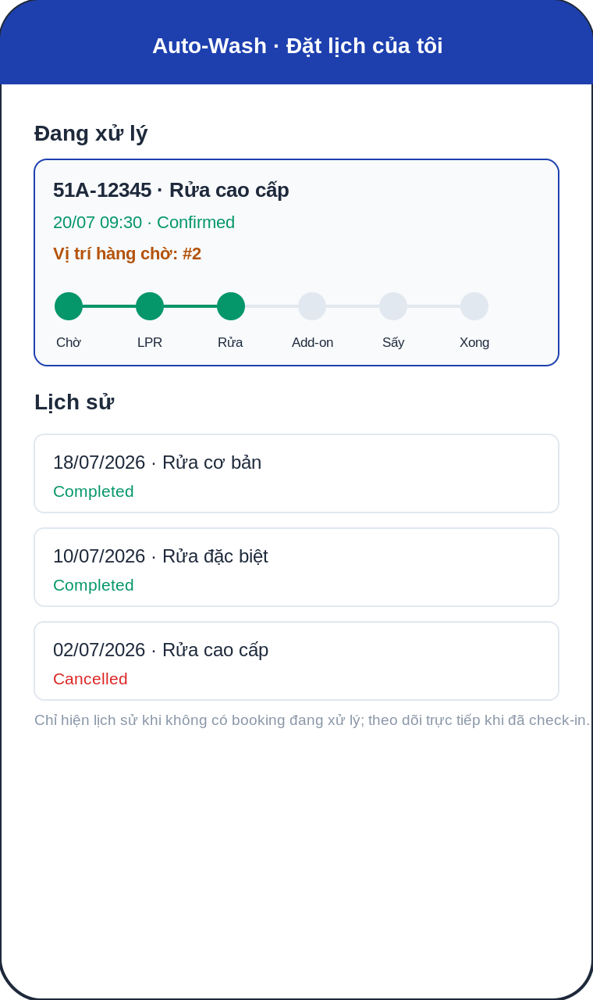 Auto-Wash · Đặt lịch của tôi
Đang xử lý
51A-12345 · Rửa cao cấp
20/07 09:30 · Confirmed
Vị trí hàng chờ: #2
Chờ LPR Rửa Add-on Sấy Xong
Lịch sử
18/07/2026 · Rửa cơ bản
Completed
10/07/2026 · Rửa đặc biệt
Completed
02/07/2026 · Rửa cao cấp
Cancelled
Chỉ hiện lịch sử khi không có booking đang xử lý; theo dõi trực tiếp khi đã check-in.